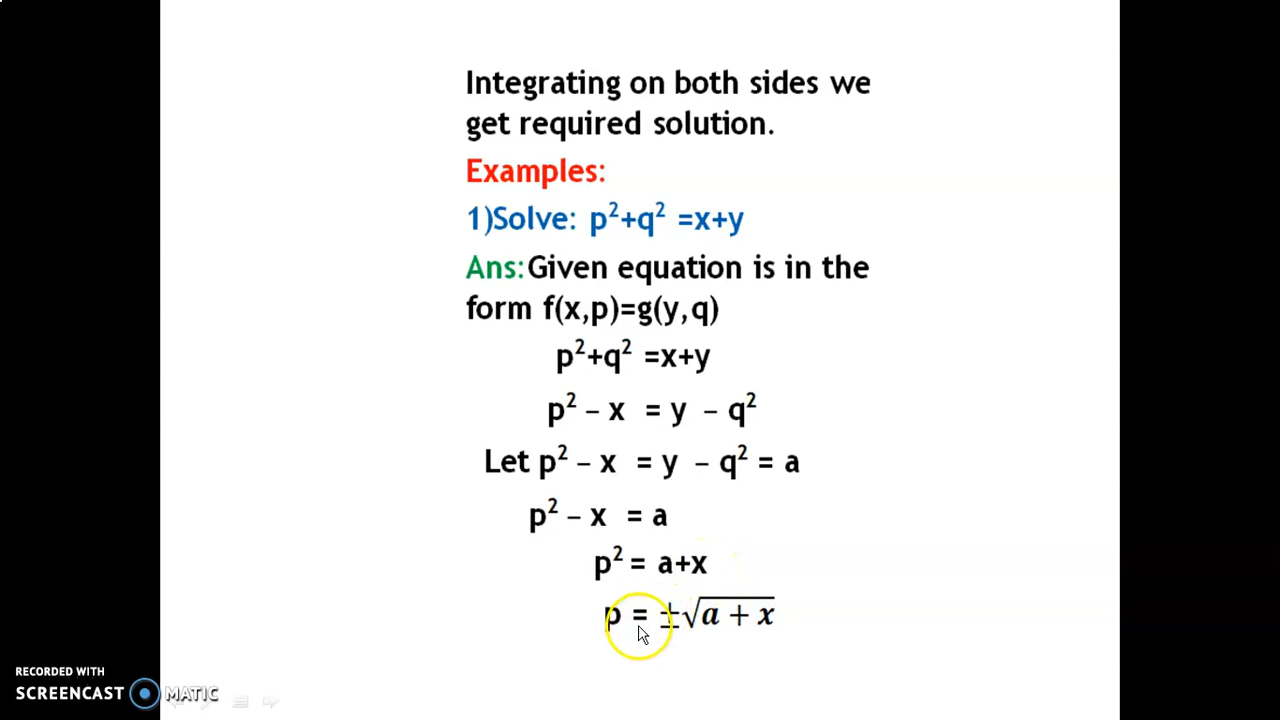 Integrating on both sides we
get required solution.
Examples:
1)Solve: p²+q² =x+y
Ans:Given equation is in the
form f(x,p)=g(y,q)
p²+q² =x+y
p² – x = y – q²
Let p² – x = y – q² = a
p² – x = a
p² = a+x
p = ±√a + x
RECORDED WITH
SCREENCAST MATIC